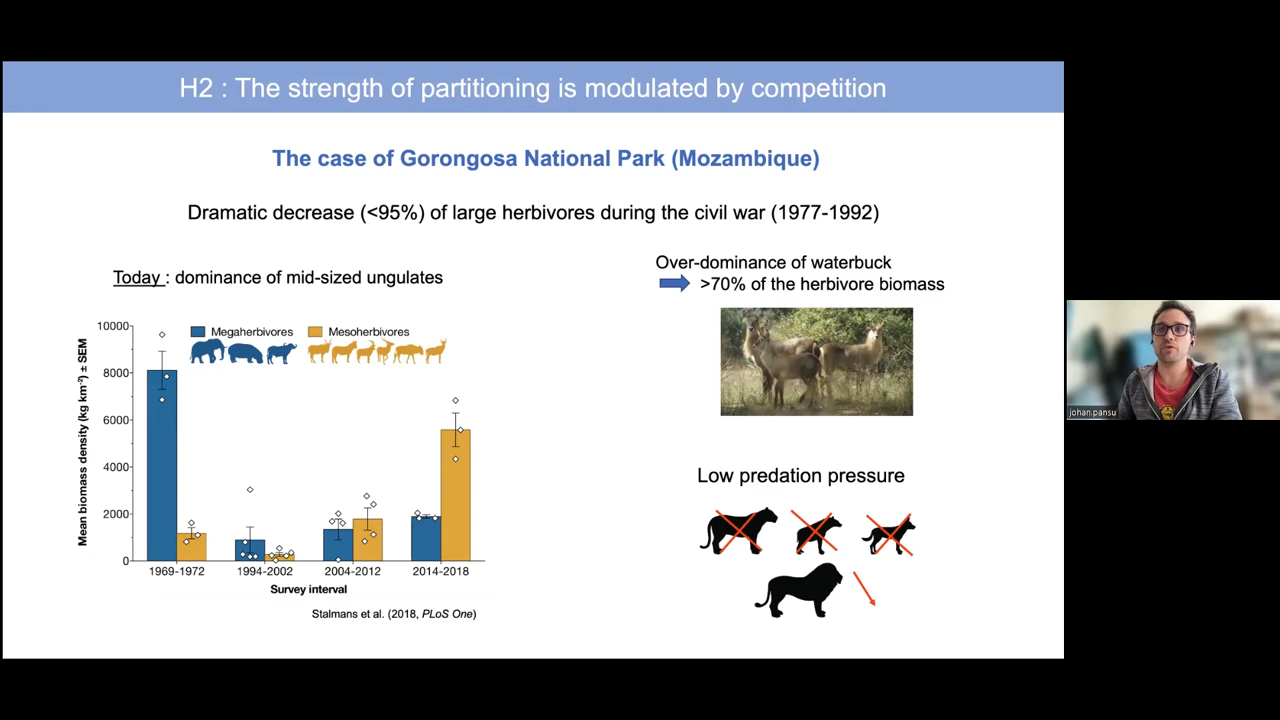 H2 : The strength of partitioning is modulated by competition
The case of Gorongosa National Park (Mozambique)
Dramatic decrease (<95%) of large herbivores during the civil war (1977-1992)
Today : dominance of mid-sized ungulates
Over-dominance of waterbuck
>70% of the herbivore biomass
Megaherbivores
Mesoherbivores
Mean biomass density (kg km⁻²) ± SEM
10000
8000
6000
4000
2000
0
1969-1972
1994-2002
2004-2012
2014-2018
Survey interval
Stalmans et al. (2018, PLoS One)
Low predation pressure
johan.pansu